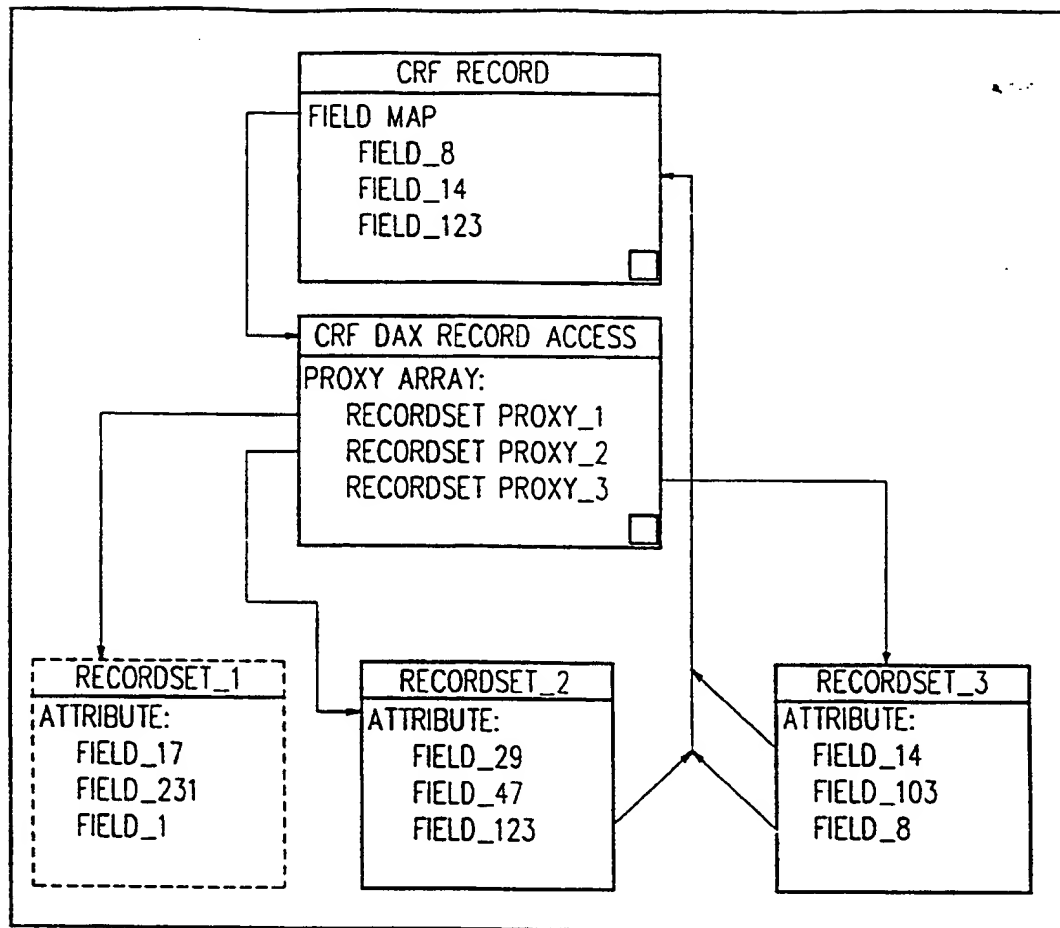 CRF RECORD
FIELD MAP
FIELD_8
FIELD_14
FIELD_123
CRF DAX RECORD ACCESS
PROXY ARRAY:
RECORDSET PROXY_1
RECORDSET PROXY_2
RECORDSET PROXY_3
RECORDSET_1
ATTRIBUTE:
FIELD_17
FIELD_231
FIELD_1
RECORDSET_2
ATTRIBUTE:
FIELD_29
FIELD_47
FIELD_123
RECORDSET_3
ATTRIBUTE:
FIELD_14
FIELD_103
FIELD_8